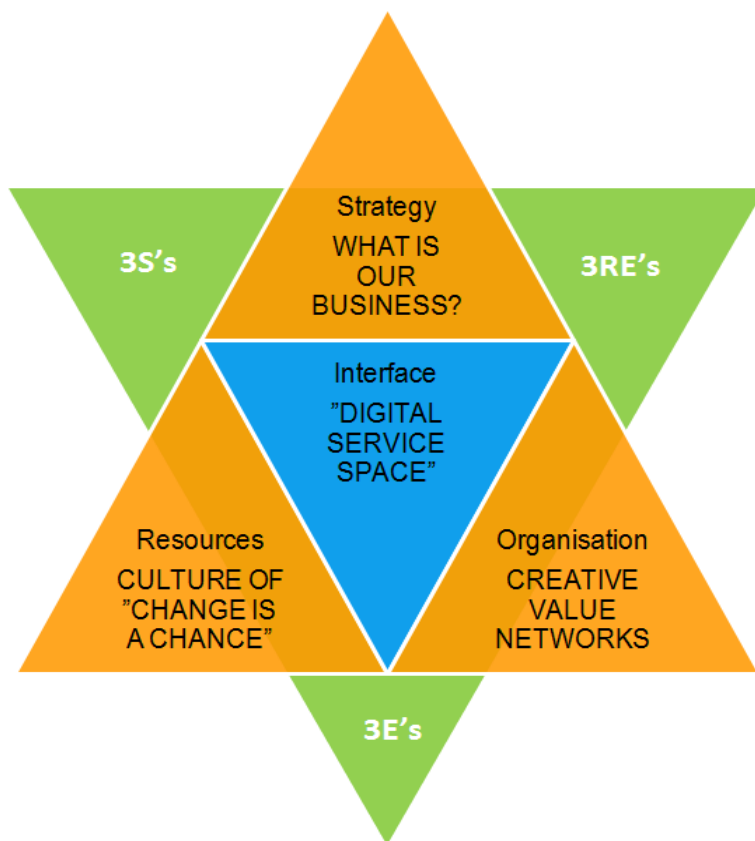 Strategy
WHAT IS
OUR
BUSINESS?
3S's
3RE's
Interface
”DIGITAL
SERVICE
SPACE”
Resources
CULTURE OF
”CHANGE IS
A CHANCE”
Organisation
CREATIVE
VALUE
NETWORKS
3E's